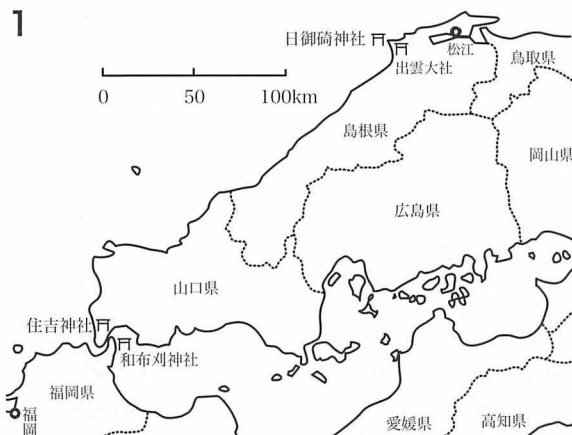 1
日御碕神社
松江
出雲大社
鳥取県
0 50 100km
島根県
岡山県
広島県
山口県
住吉神社
和布刈神社
福岡県
福岡
愛媛県
高知県